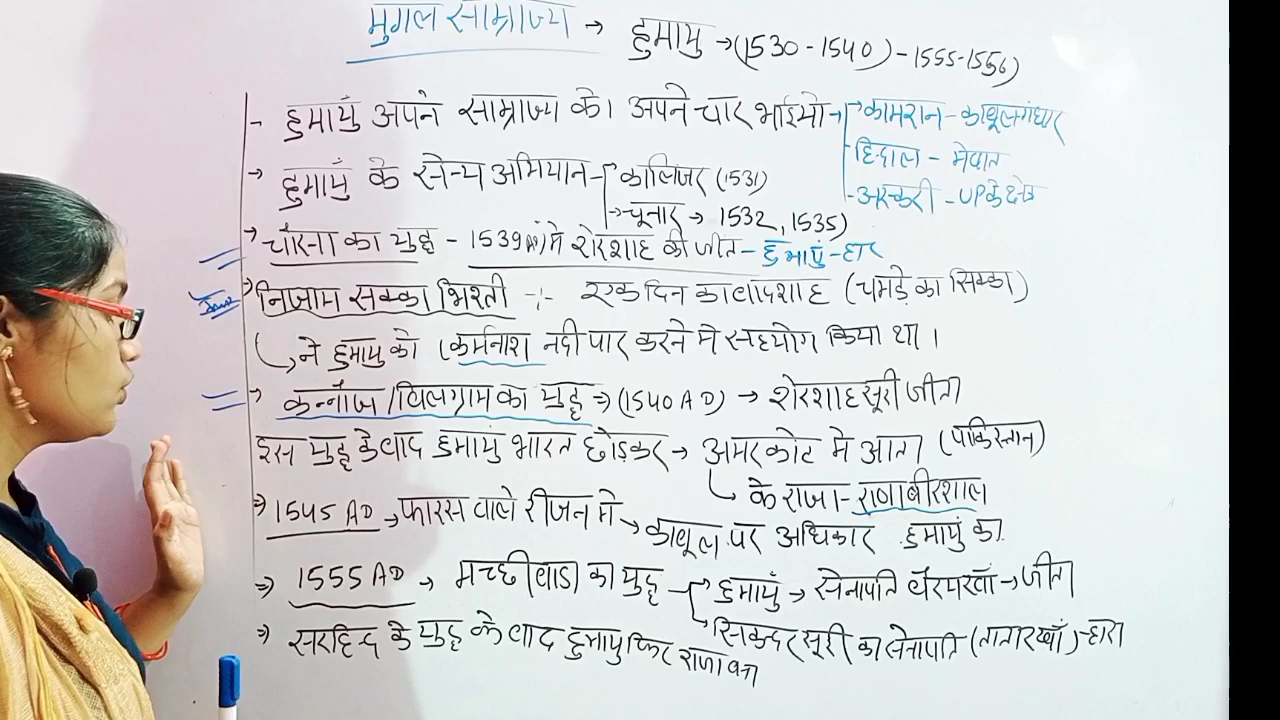 मुगल साम्राज्य → हुमायु → (1530 - 1540) - 1555-1556)
- हुमायुं अपने साम्राज्य को अपने चार भाईयो → कामरान - काबूल गंधार
हिन्दाल - मेवात
अस्करी - UP के क्षेत्र
→ हुमायुँ के सैन्य अभियान - कालिंजर (1531)
→ चूनार → 1532, 1535)
→ चौसा का युद्ध - 1539 AD मे शेरशाह की जीत - हुमायुं - हार
→ निजाम सक्का भिश्ती -:- एक दिन का बादशाह (चमड़े का सिक्का)
→ ने हुमायु को (कर्मनाश नदी पार करने मे सहयोग किया था ।
→ कन्नौज / विलग्राम का युद्ध → (1540 AD) → शेरशाह सूरी जीता
इस युद्ध के बाद हुमायुं भारत छोड़कर → अमरकोट मे आता (पाकिस्तान)
के राजा - राणा बीरशाल
⇒ 1545 AD → फारस वाले रीजन मे → काबूल पर अधिकार हुमायुं का
⇒ 1555 AD → मच्छीवाडा का युद्ध → हुमायुँ → सेनापति बैरमखाँ → जीता
सिकंदर सूरी का सेनापति (तातारखाँ) - हारा
⇒ सरहिन्द के युद्ध के बाद हुमायु फिर राजा बना